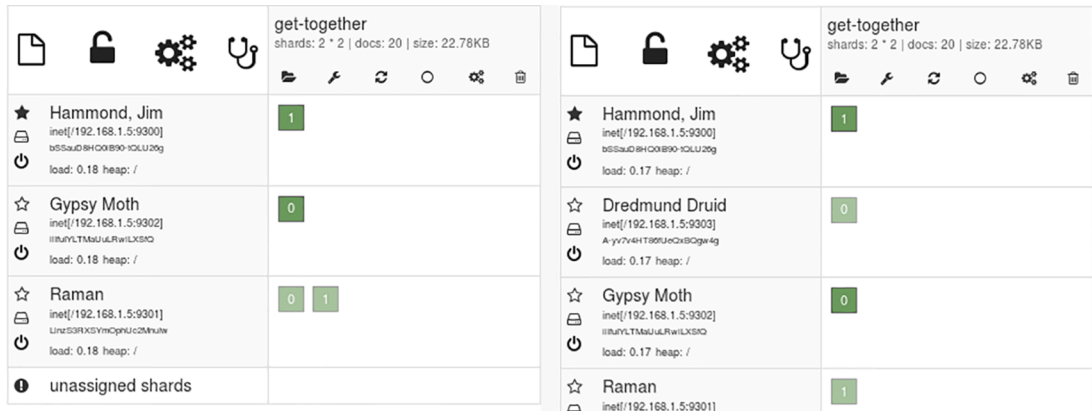 get-together
shards: 2 * 2 | docs: 20 | size: 22.78KB
Hammond, Jim
inet[/192.168.1.5:9300]
bSSauD8HQ0IB90-tQLU26g
load: 0.18 heap: /
1
Gypsy Moth
inet[/192.168.1.5:9302]
load: 0.18 heap: /
0
Raman
inet[/192.168.1.5:9301]
load: 0.18 heap: /
0 1
unassigned shards
get-together
shards: 2 * 2 | docs: 20 | size: 22.78KB
Hammond, Jim
inet[/192.168.1.5:9300]
bSSauD8HQ0IB90-tQLU26g
load: 0.17 heap: /
1
Dredmund Druid
inet[/192.168.1.5:9303]
load: 0.17 heap: /
0
Gypsy Moth
inet[/192.168.1.5:9302]
load: 0.17 heap: /
0
Raman
inet[/192.168.1.5:9301]
1